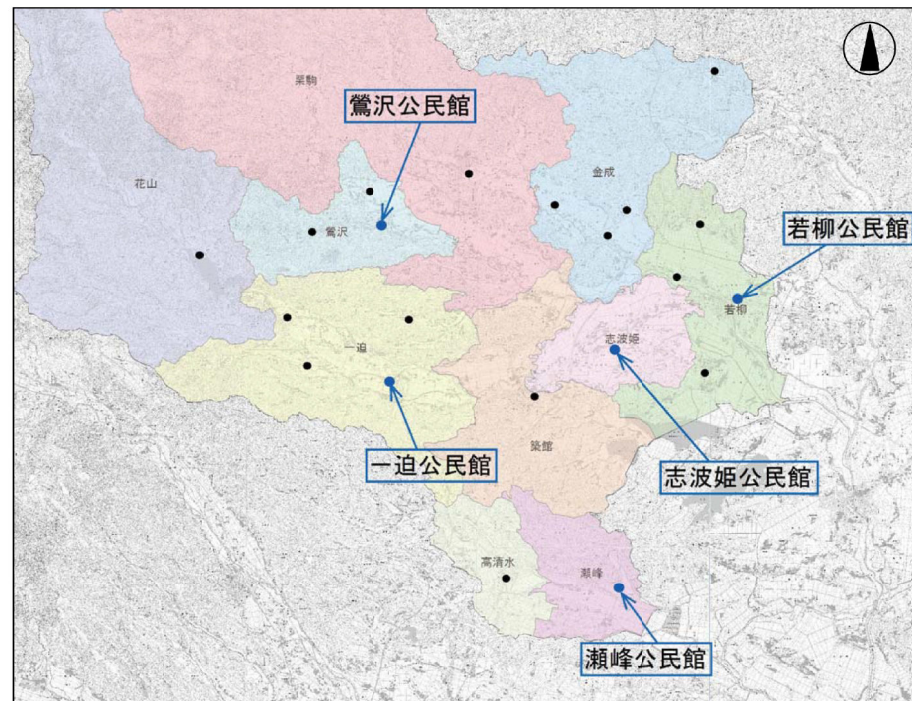 栗駒
鶯沢公民館
花山
金成
鶯沢
若柳公民館
若柳
志波姫
一迫
築館
一迫公民館
志波姫公民館
高清水
瀬峰
瀬峰公民館